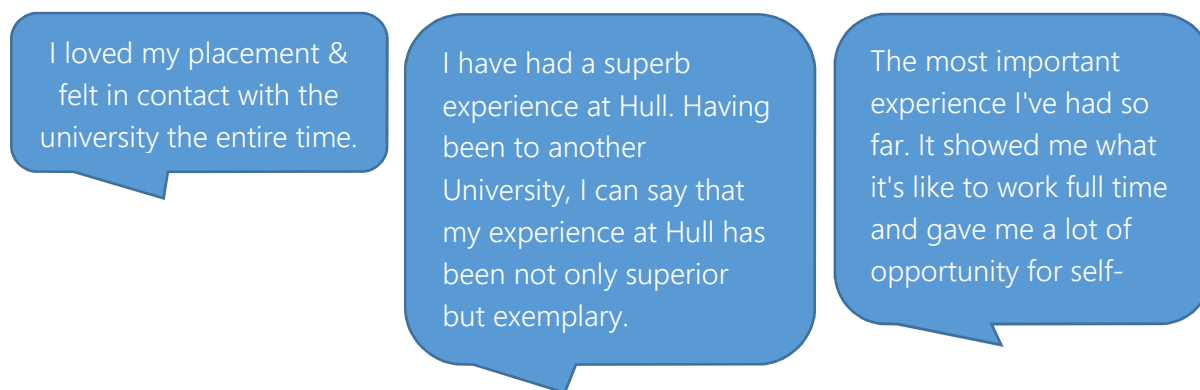 I loved my placement &
felt in contact with the
university the entire time.
I have had a superb
experience at Hull. Having
been to another
University, I can say that
my experience at Hull has
been not only superior
but exemplary.
The most important
experience I've had so
far. It showed me what
it's like to work full time
and gave me a lot of
opportunity for self-